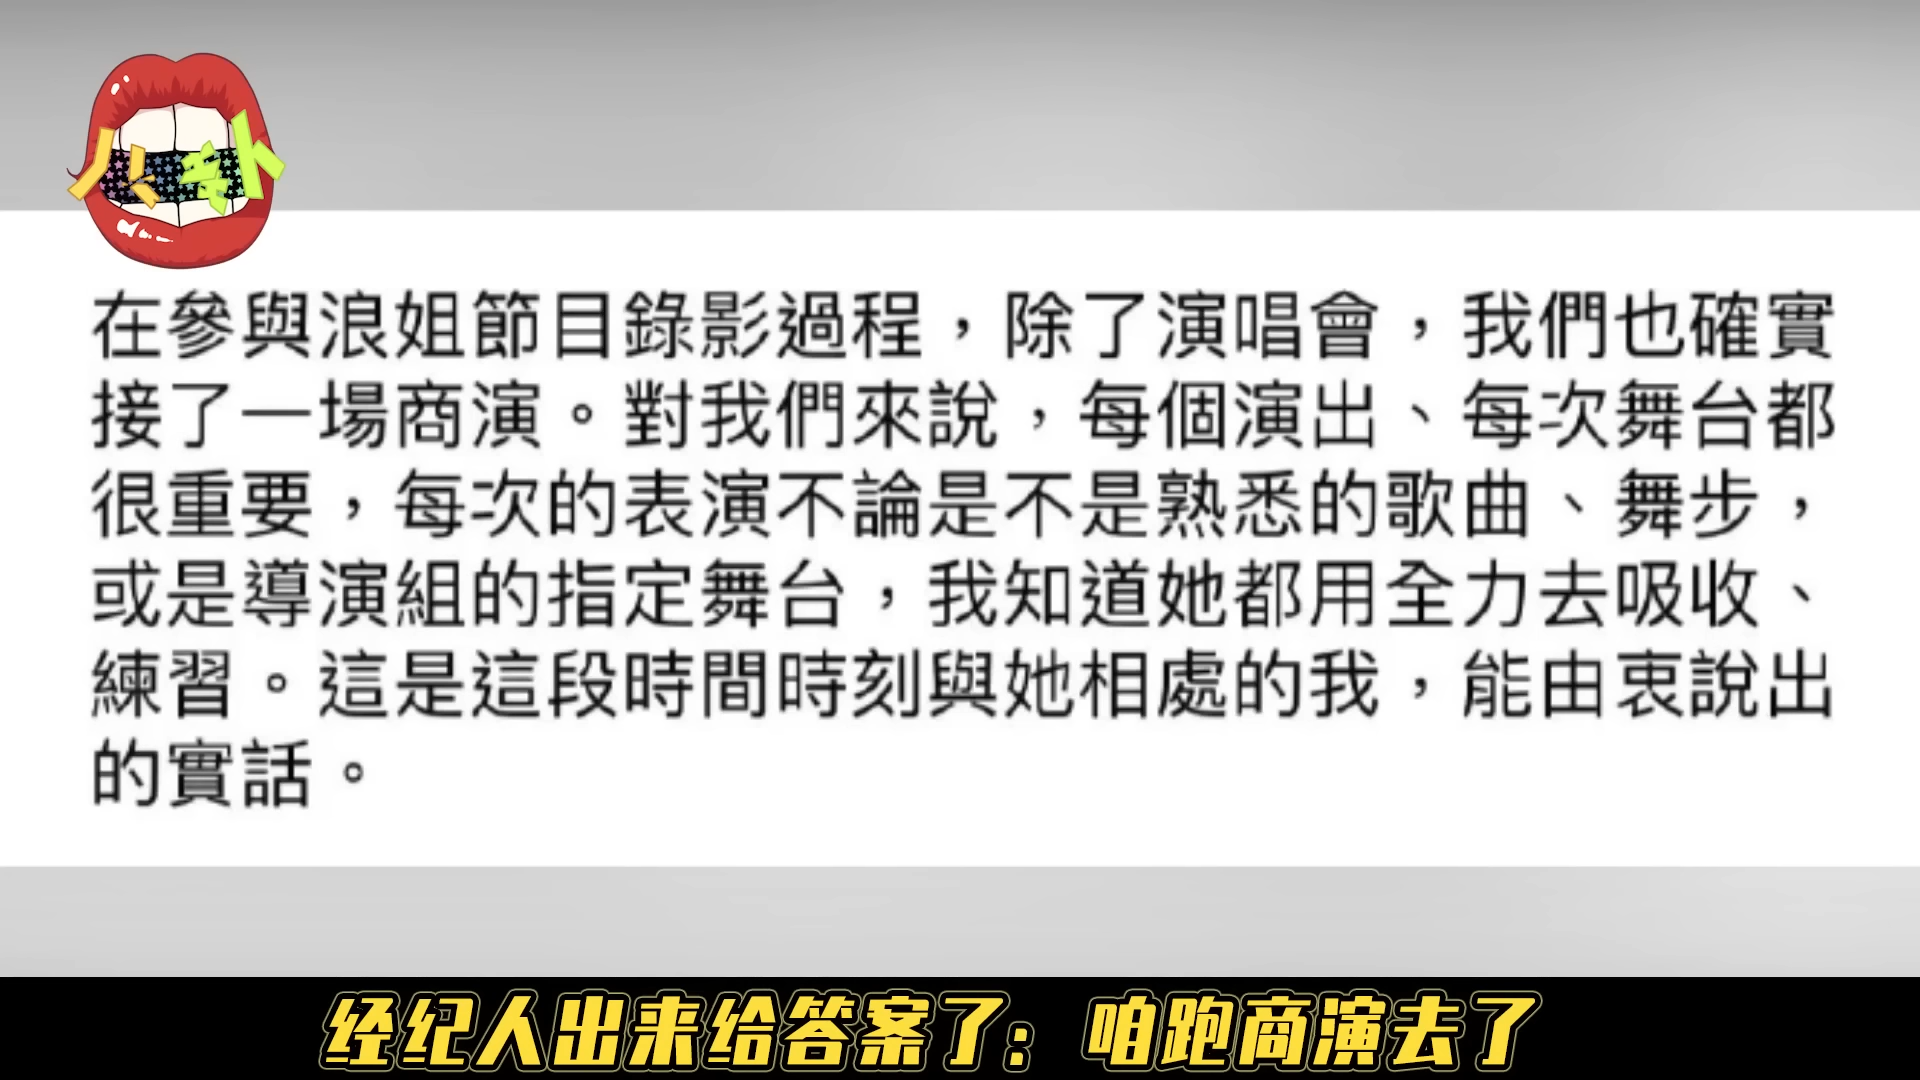 八卦
在參與浪姐節目錄影過程，除了演唱會，我們也確實
接了一場商演。對我們來說，每個演出、每次舞台都
很重要，每次的表演不論是不是熟悉的歌曲、舞步，
或是導演組的指定舞台，我知道她都用全力去吸收、
練習。這是這段時間時刻與她相處的我，能由衷說出
的實話。
经纪人出来给答案了：咱跑商演去了